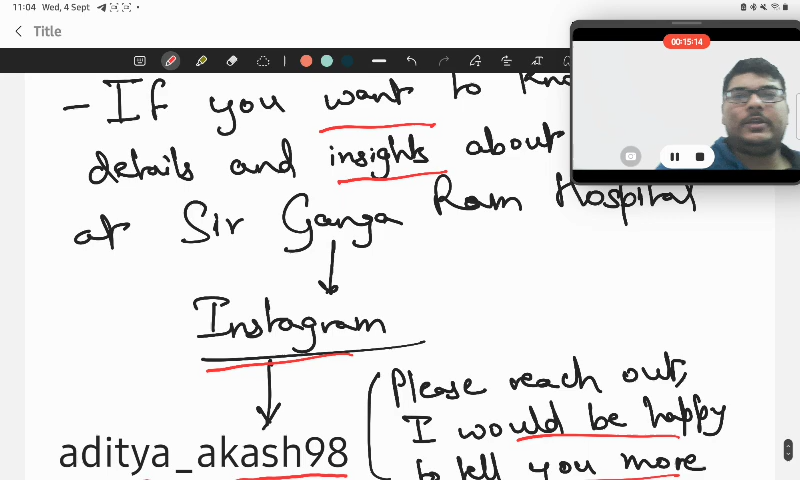 11:04 Wed, 4 Sept
Title
00:15:14
- If you want to
details and insights about
at Sir Ganga Ram Hospital
Instagram
aditya_akash98
(Please reach out,
I would be happy
to tell you more